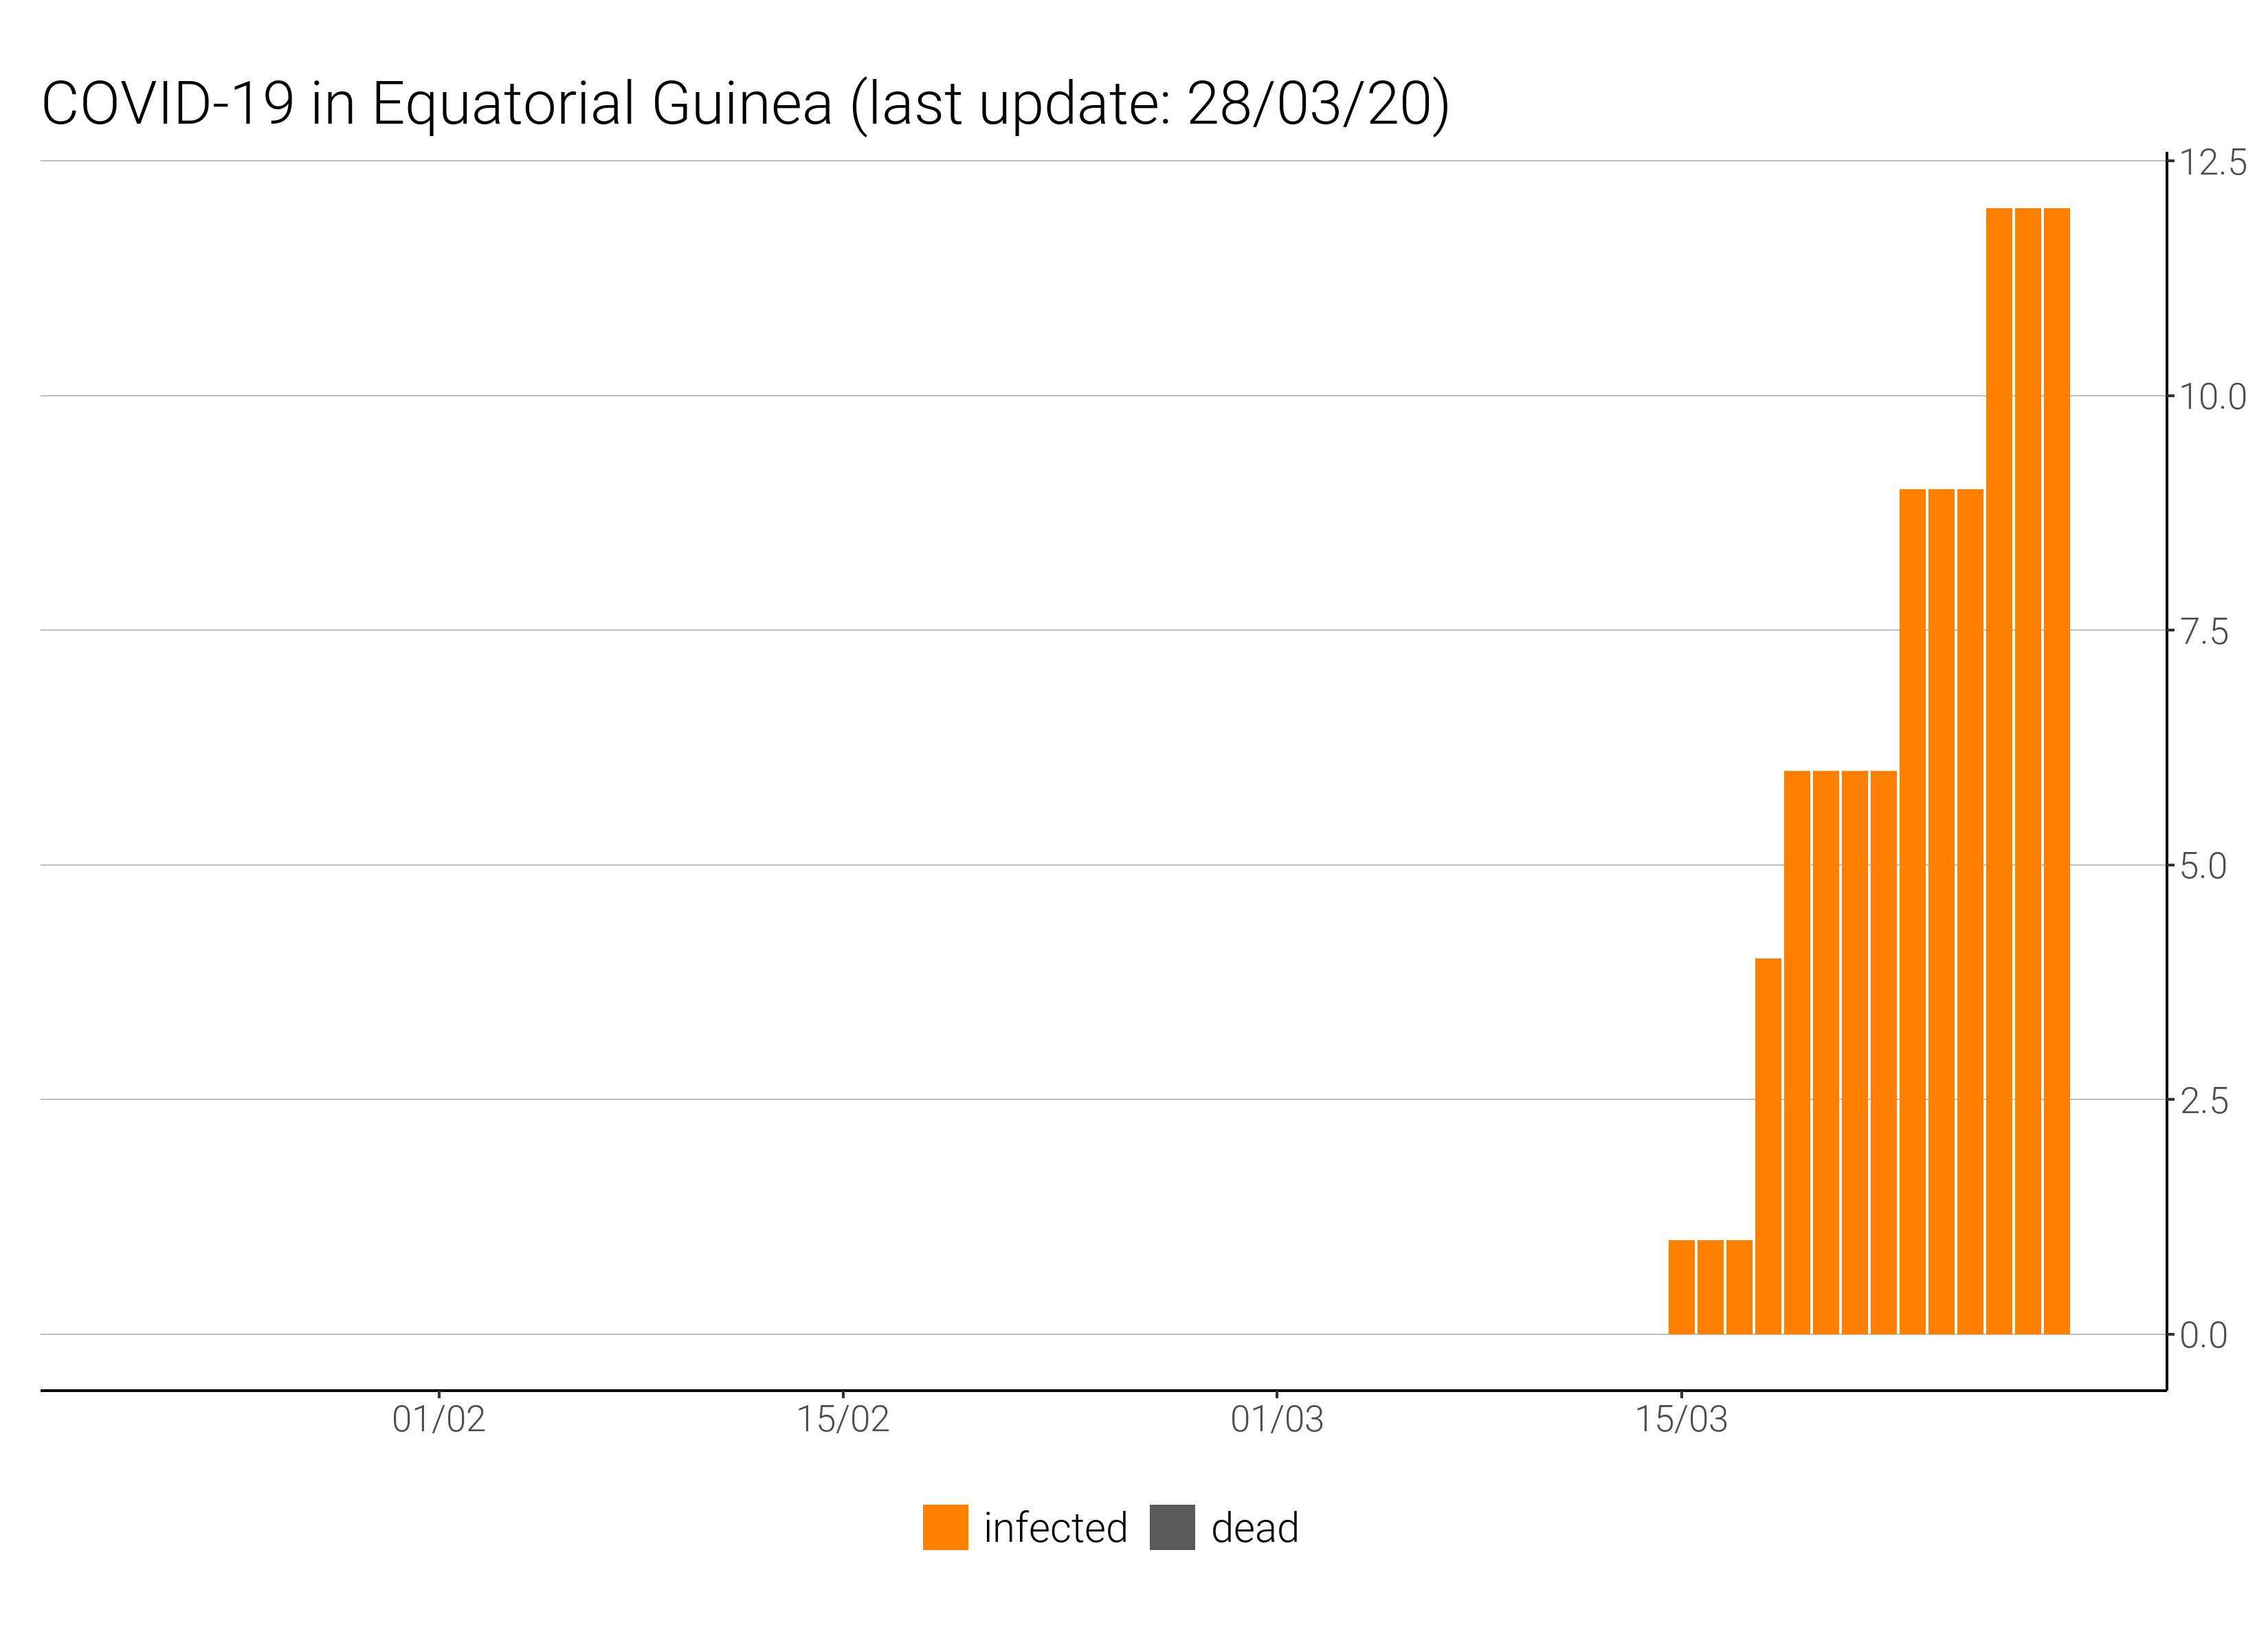 COVID-19 in Equatorial Guinea (last update: 28/03/20)
12.5
10.0
7.5
5.0
2.5
0.0
01/02 15/02 01/03 15/03
infected dead